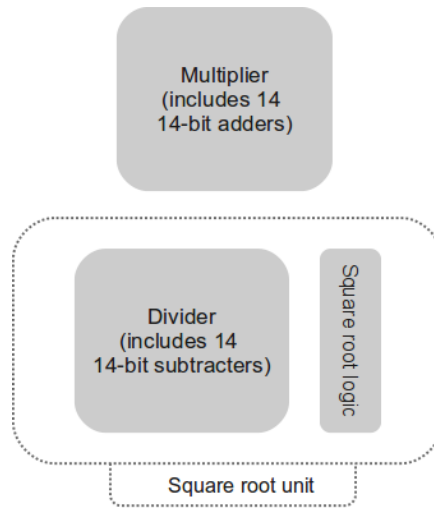 Multiplier
(includes 14
14-bit adders)
Divider
(includes 14
14-bit subtracters)
Square root logic
Square root unit